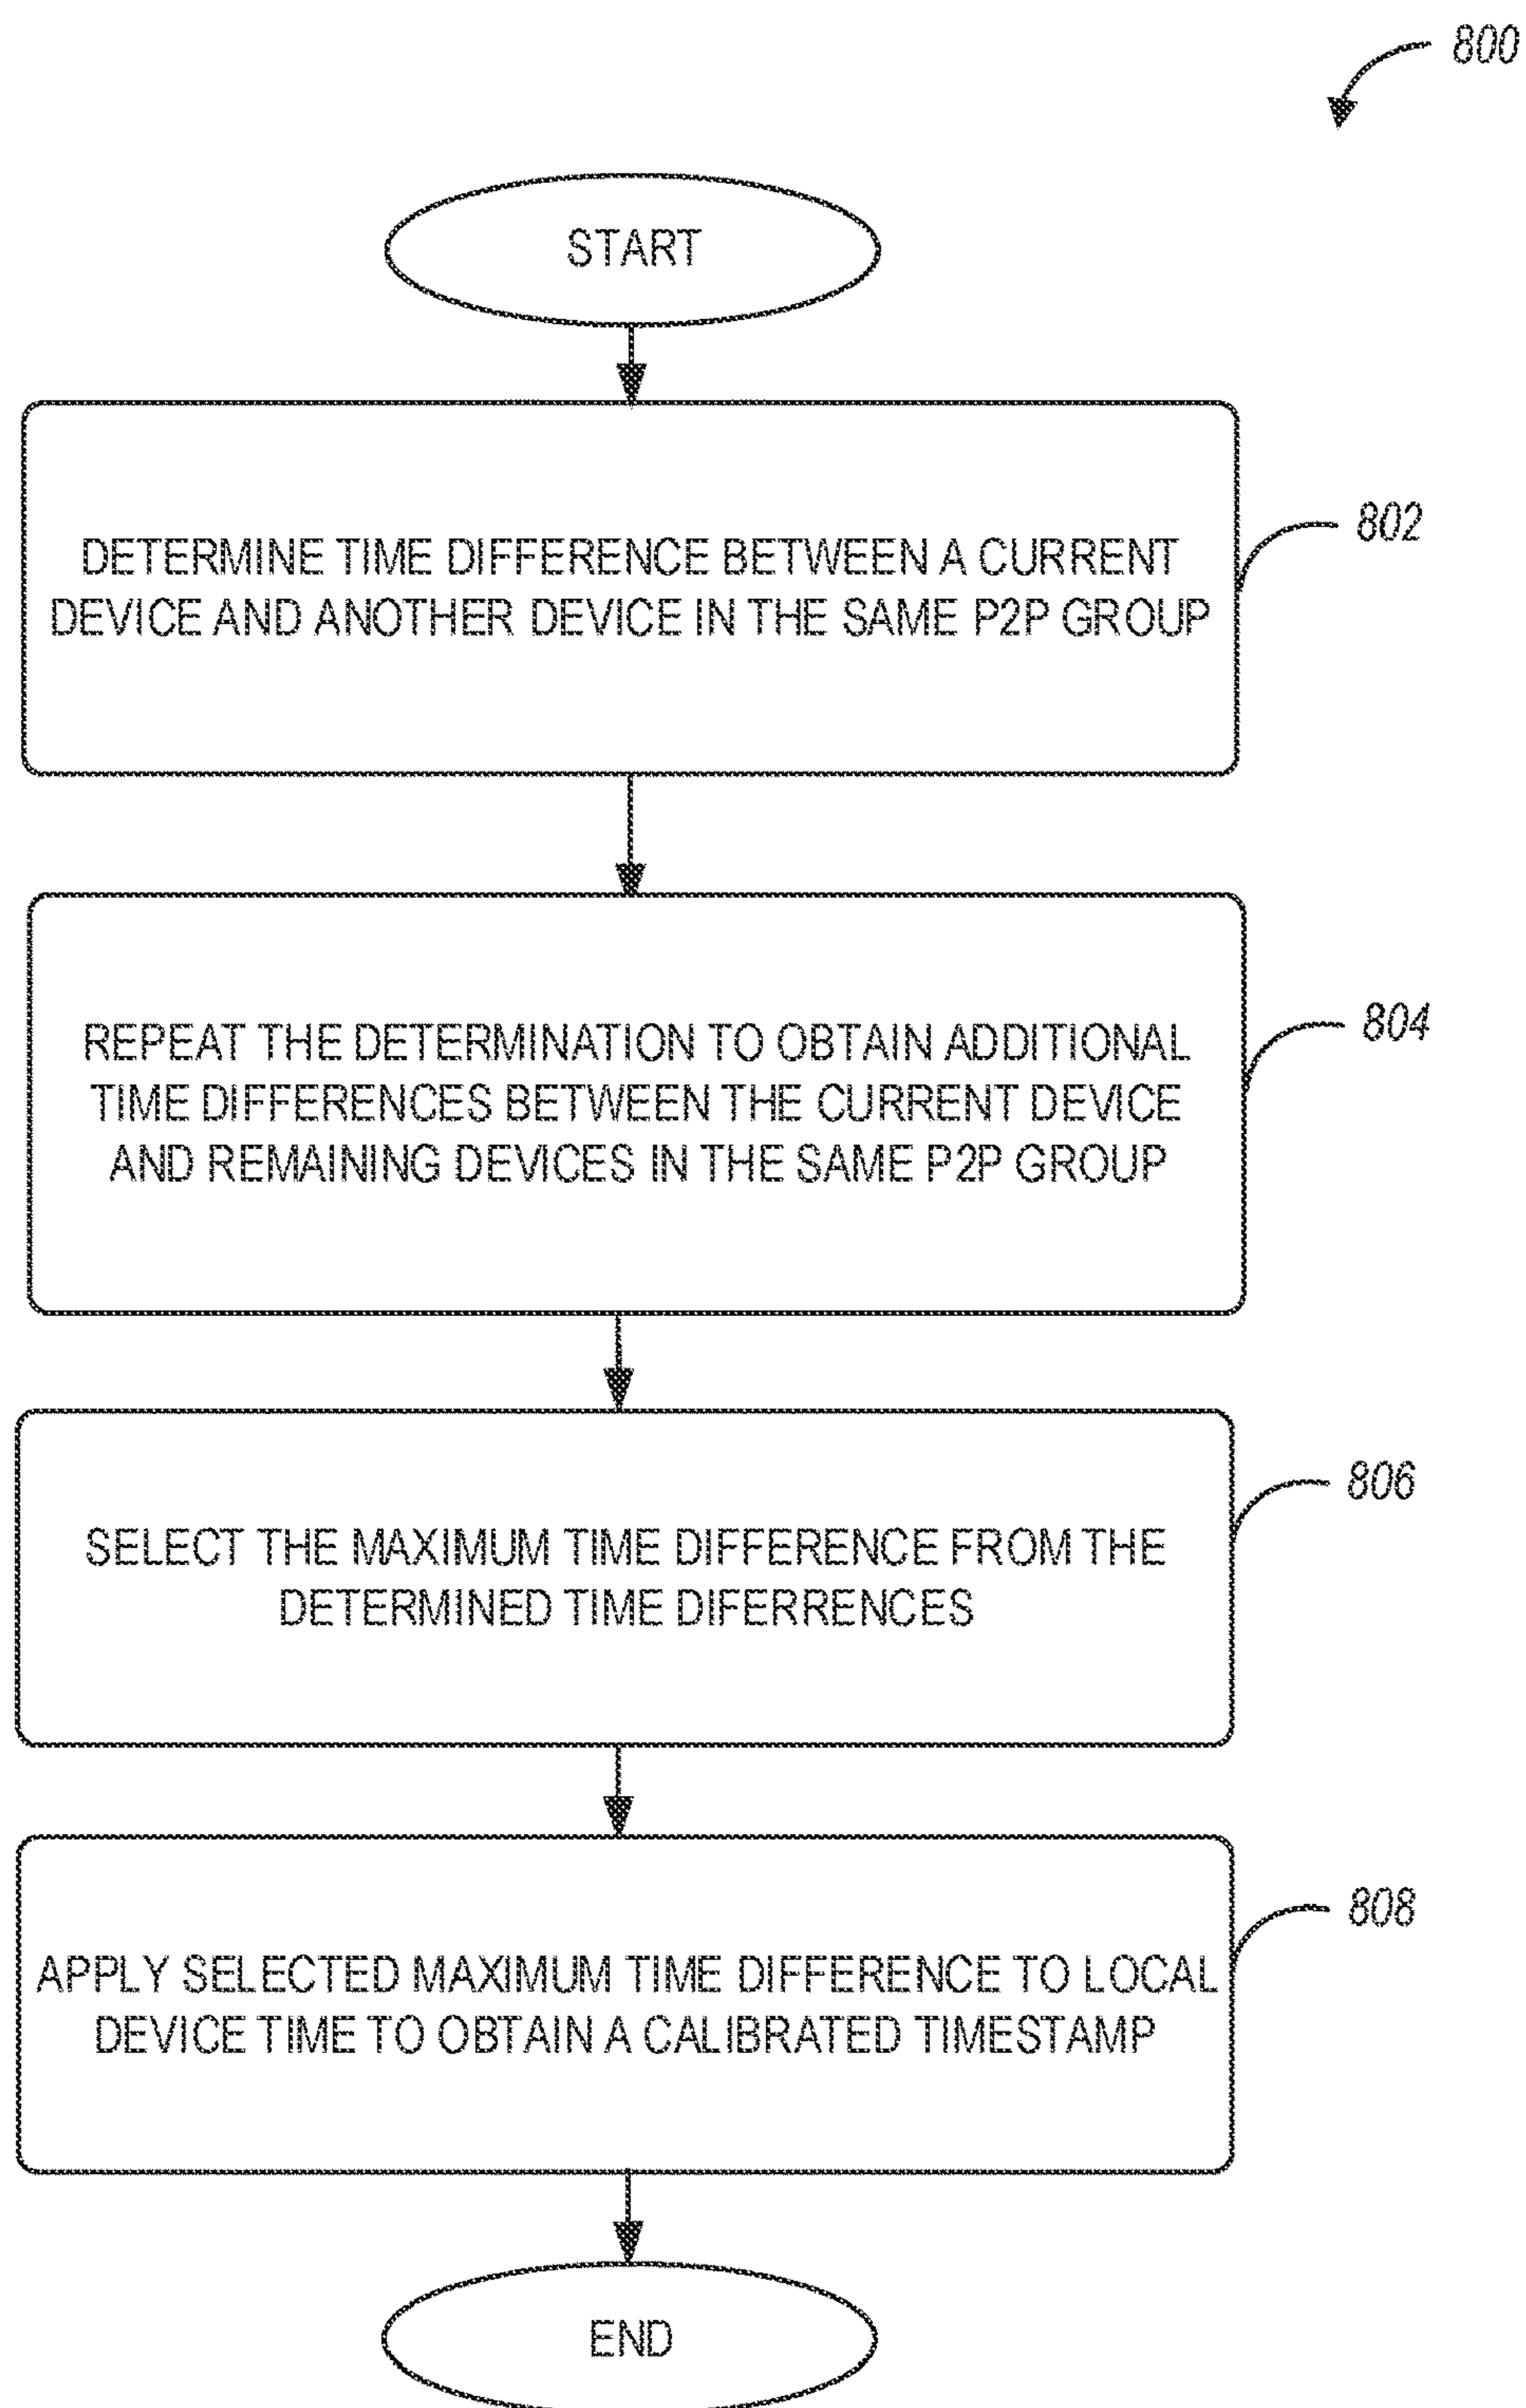 800
START
DETERMINE TIME DIFFERENCE BETWEEN A CURRENT
DEVICE AND ANOTHER DEVICE IN THE SAME P2P GROUP
802
REPEAT THE DETERMINATION TO OBTAIN ADDITIONAL
TIME DIFFERENCES BETWEEN THE CURRENT DEVICE
AND REMAINING DEVICES IN THE SAME P2P GROUP
804
SELECT THE MAXIMUM TIME DIFFERENCE FROM THE
DETERMINED TIME DIFERRENCES
806
APPLY SELECTED MAXIMUM TIME DIFFERENCE TO LOCAL
DEVICE TIME TO OBTAIN A CALIBRATED TIMESTAMP
808
END